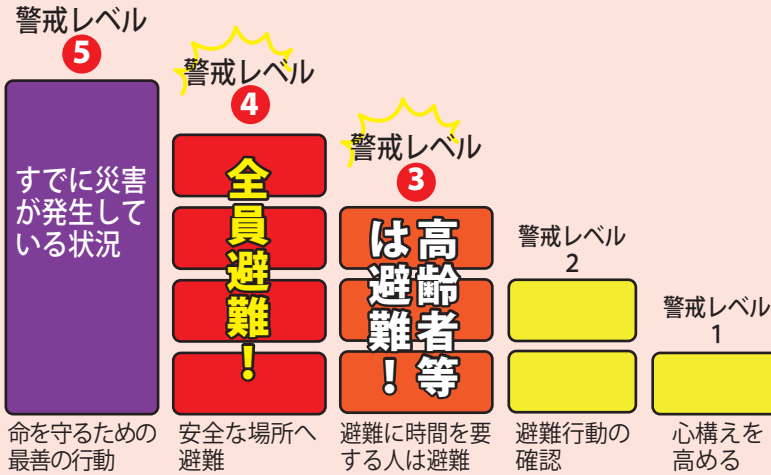 警戒レベル
5
すでに災害
が発生して
いる状況
命を守るための
最善の行動
警戒レベル
4
全員避難!
安全な場所へ
避難
警戒レベル
3
高齢者等
は避難!
避難に時間を要
する人は避難
警戒レベル
2
避難行動の
確認
警戒レベル
1
心構えを
高める